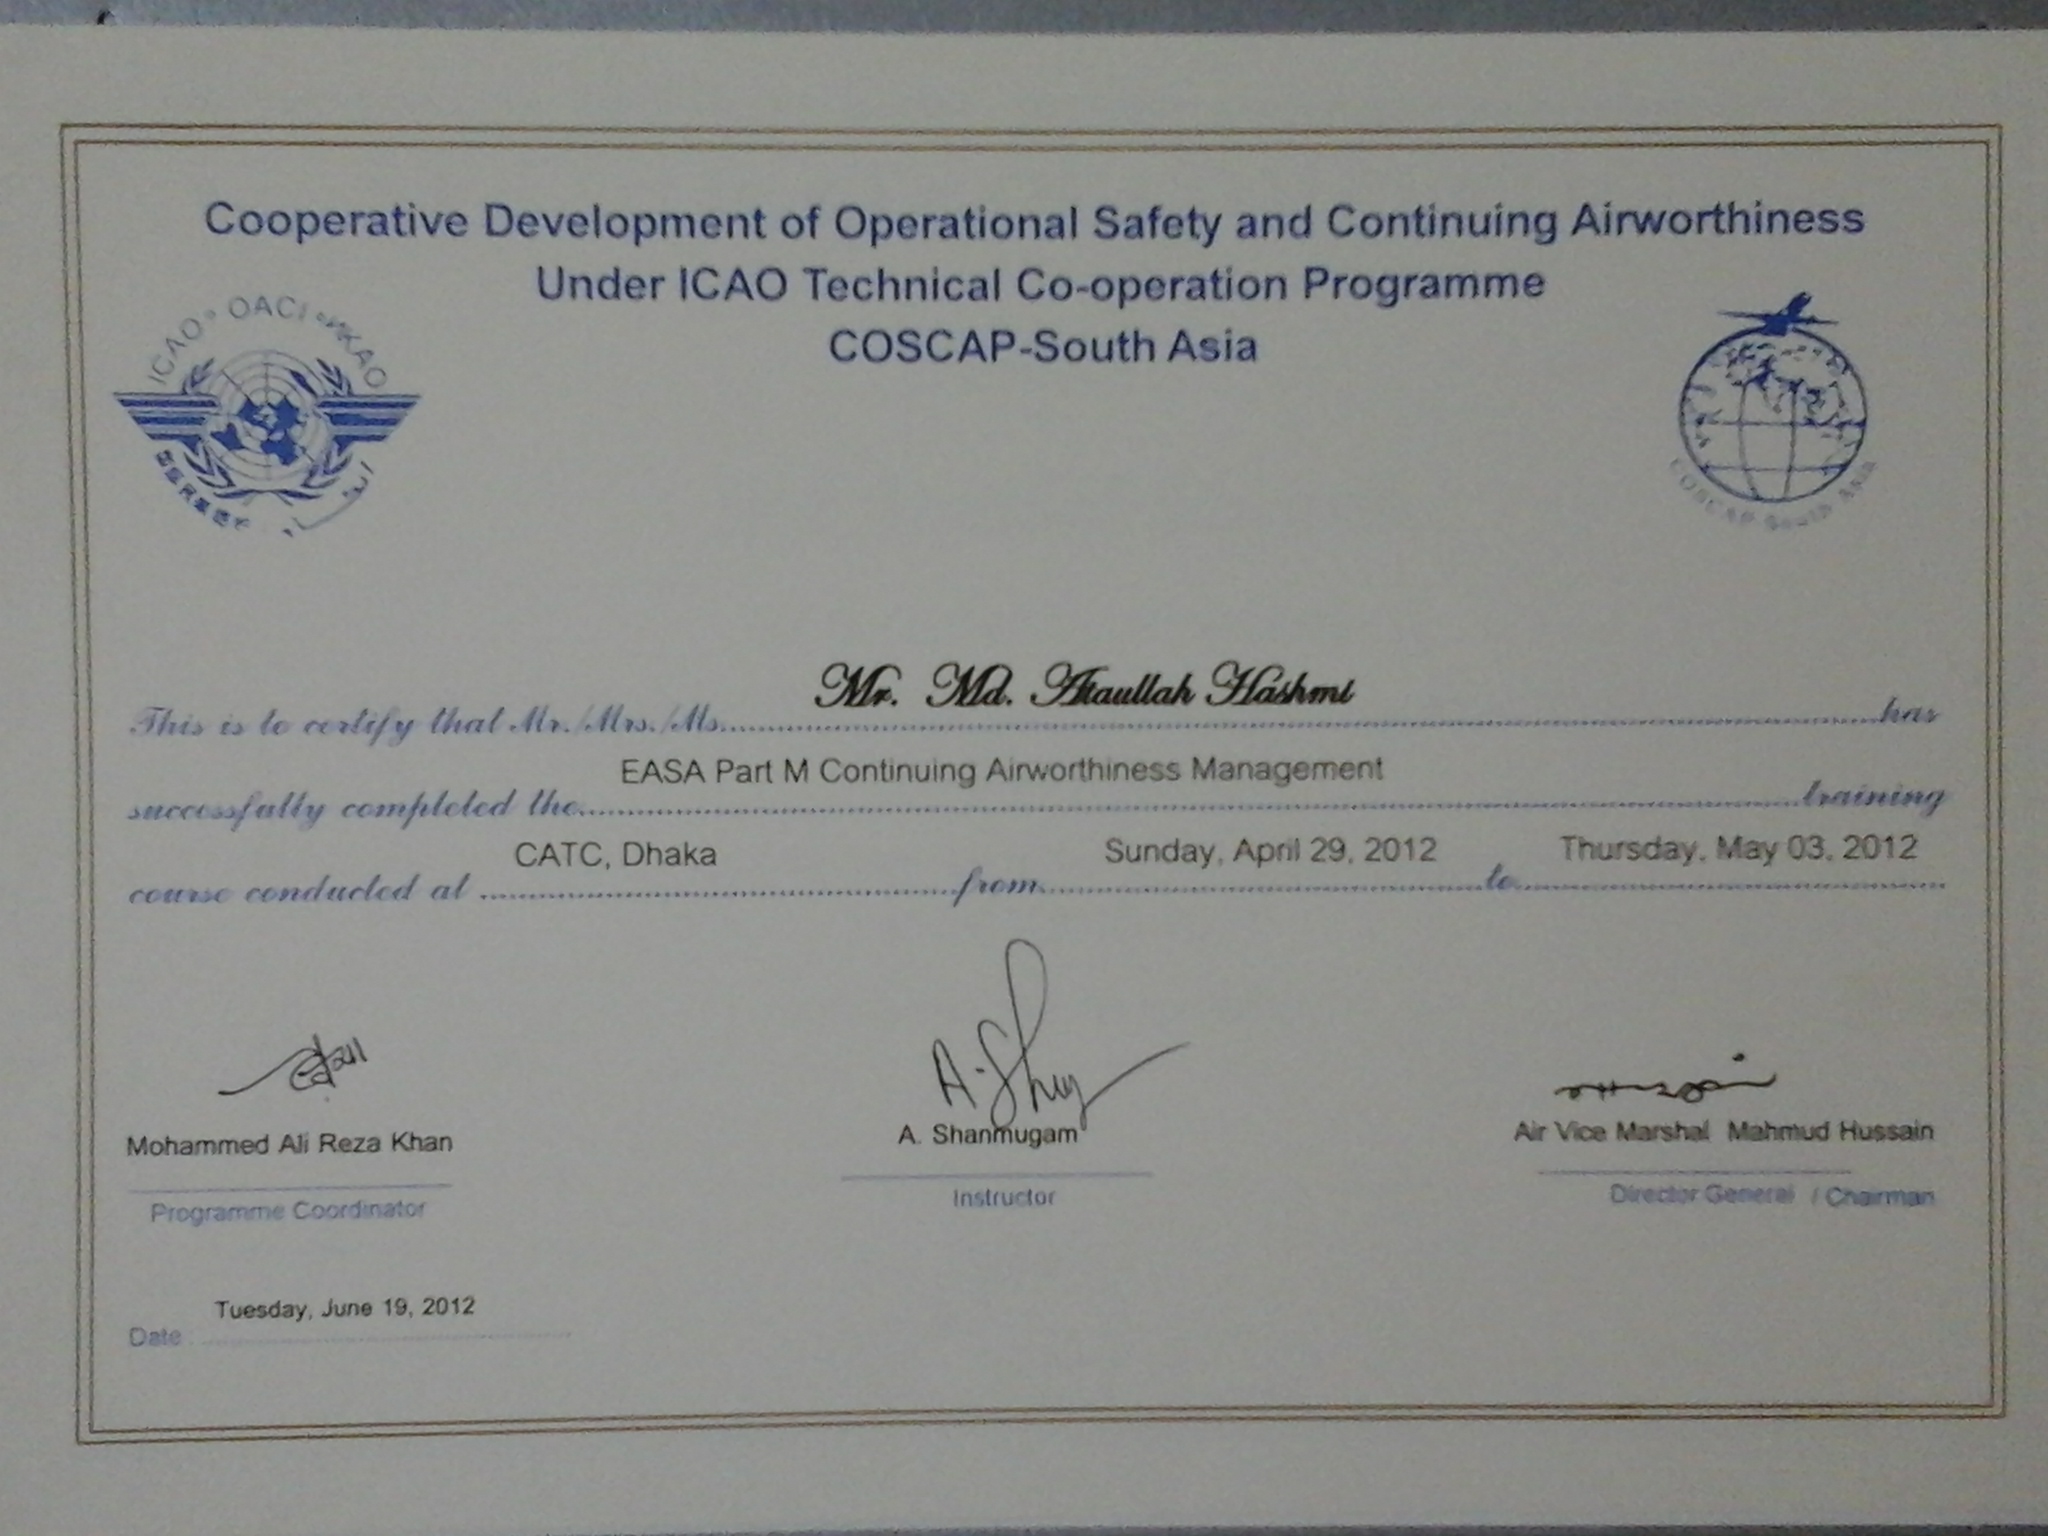 Cooperative Development of Operational Safety and Continuing Airworthiness
Under ICAO Technical Co-operation Programme
COSCAP-South Asia
ICAO OACI
COSCAP SOUTH ASIA
This is to certify that Mr./Mrs./Ms. Mr. Md. Ataullah Hashmi has
successfully completed the EASA Part M Continuing Airworthiness Management training
course conducted at CATC, Dhaka from Sunday, April 29, 2012 to Thursday, May 03, 2012
A. Shm
Mohammed Ali Reza Khan
A. Shanmugam
Air Vice Marshal Mahmud Hussain
Programme Coordinator
Instructor
Director General / Chairman
Date Tuesday, June 19, 2012